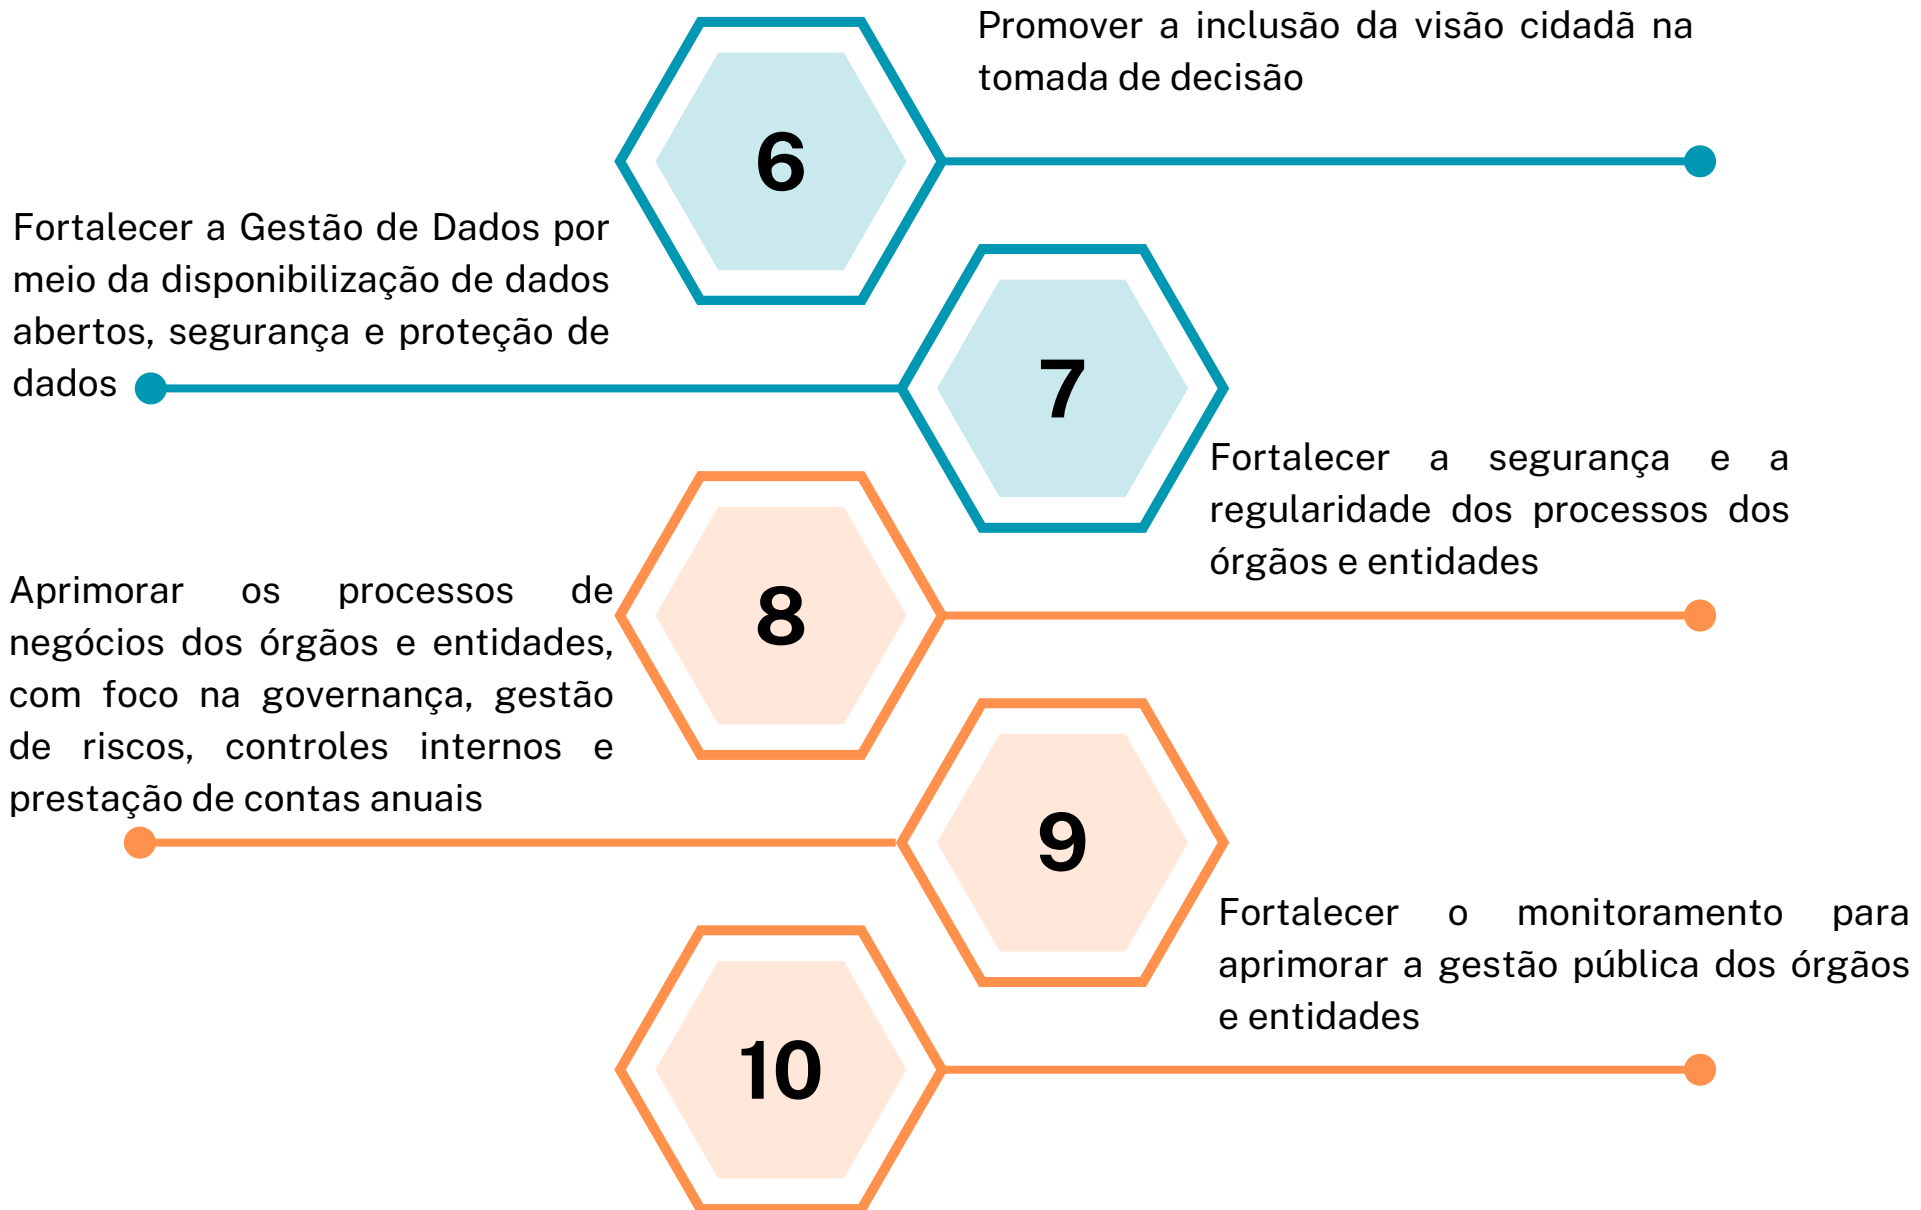 Promover a inclusão da visão cidadã na
tomada de decisão
6
Fortalecer a Gestão de Dados por
meio da disponibilização de dados
abertos, segurança e proteção de
dados
7
Fortalecer a segurança e a
regularidade dos processos dos
órgãos e entidades
8
Aprimorar os processos de
negócios dos órgãos e entidades,
com foco na governança, gestão
de riscos, controles internos e
prestação de contas anuais
9
Fortalecer o monitoramento para
aprimorar a gestão pública dos órgãos
e entidades
10